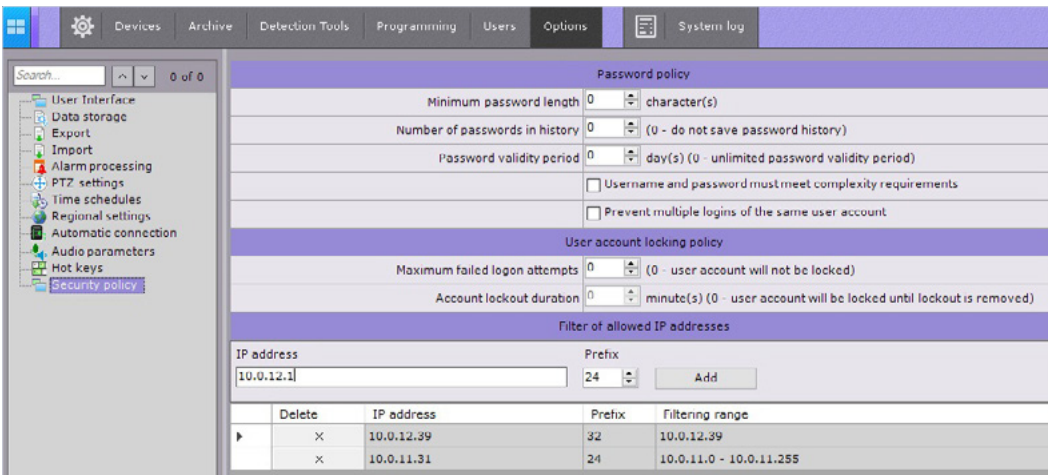 Devices Archive Detection Tools Programming Users Options System log
Search... 0 of 0
User Interface
Data storage
Export
Import
Alarm processing
PTZ settings
Time schedules
Regional settings
Automatic connection
Audio parameters
Hot keys
Security policy
Password policy
Minimum password length 0 character(s)
Number of passwords in history 0 (0 - do not save password history)
Password validity period 0 day(s) (0 - unlimited password validity period)
Username and password must meet complexity requirements
Prevent multiple logins of the same user account
User account locking policy
Maximum failed logon attempts 0 (0 - user account will not be locked)
Account lockout duration 0 minute(s) (0 - user account will be locked until lockout is removed)
Filter of allowed IP addresses
IP address Prefix
10.0.12.1 24 Add
Delete IP address Prefix Filtering range
10.0.12.39 32 10.0.12.39
10.0.11.31 24 10.0.11.0 - 10.0.11.255